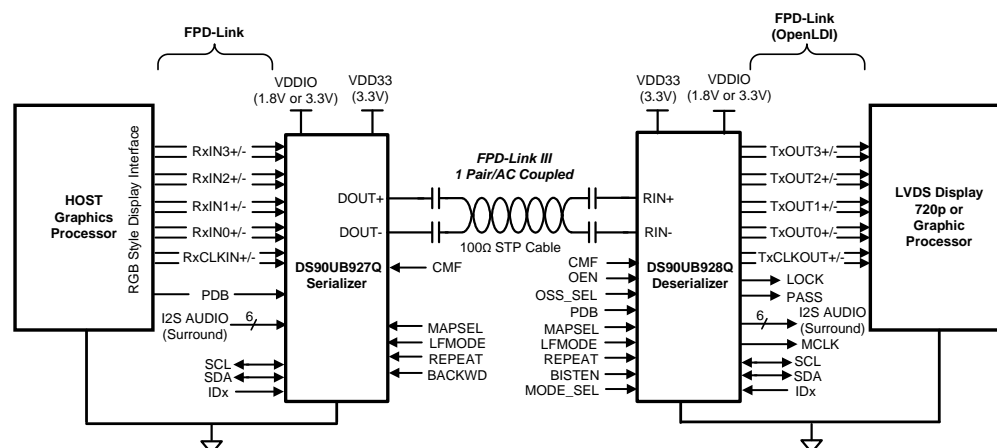 FPD-Link
FPD-Link
(OpenLDI)
VDDIO
(1.8V or 3.3V)
VDD33
(3.3V)
VDD33
(3.3V)
VDDIO
(1.8V or 3.3V)
HOST
Graphics
Processor
RGB Style Display Interface
RxIN3+/-
RxIN2+/-
RxIN1+/-
RxIN0+/-
RxCLKIN+/-
PDB
I2S AUDIO
(Surround)
6
SCL
SDA
IDx
DOUT+
DOUT-
DS90UB927Q
Serializer
FPD-Link III
1 Pair/AC Coupled
100Ω STP Cable
CMF
MAPSEL
LFMODE
REPEAT
BACKWD
CMF
OEN
OSS_SEL
PDB
MAPSEL
LFMODE
REPEAT
BISTEN
MODE_SEL
RIN+
RIN-
DS90UB928Q
Deserializer
TxOUT3+/-
TxOUT2+/-
TxOUT1+/-
TxOUT0+/-
TxCLKOUT+/-
LOCK
PASS
6
I2S AUDIO
(Surround)
MCLK
SCL
SDA
IDx
LVDS Display
720p or
Graphic
Processor